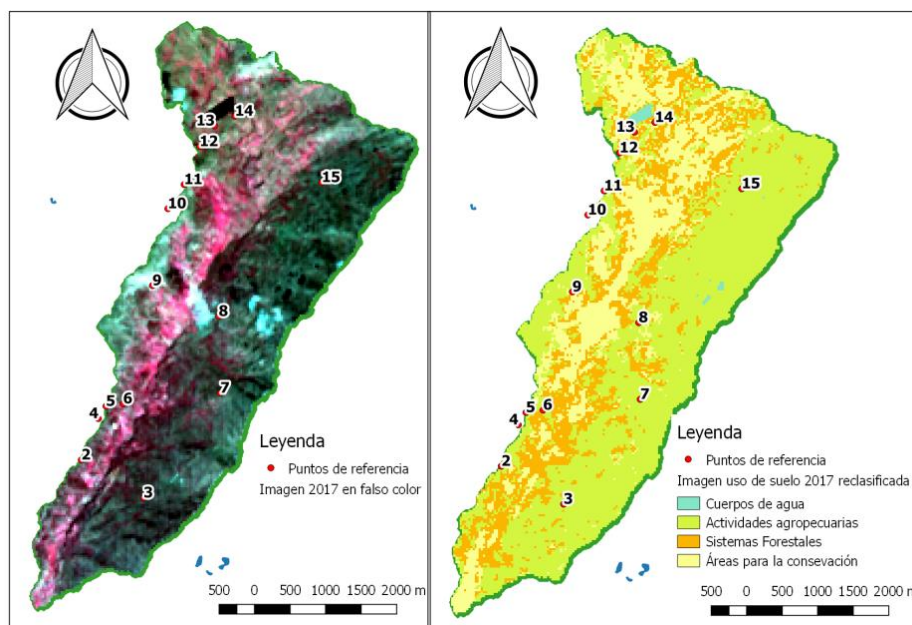 13
14
12
15
11
10
9
8
7
5
6
4
2
3
Leyenda
Puntos de referencia
Imagen 2017 en falso color
500 0 500 1000 1500 2000 m
13
14
12
15
11
10
9
8
7
5
6
4
2
3
Leyenda
Puntos de referencia
Imagen uso de suelo 2017 reclasificada
Cuerpos de agua
Actividades agropecuarias
Sistemas Forestales
Áreas para la consevación
500 0 500 1000 1500 2000 m